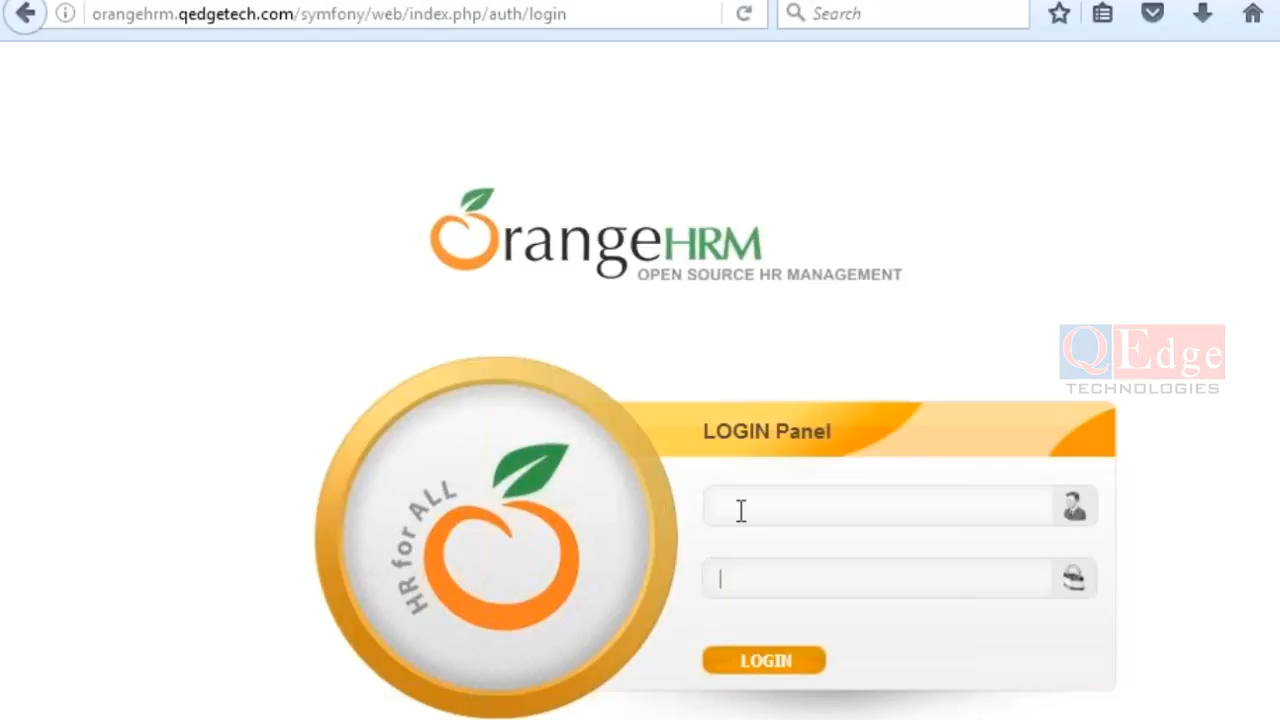 orangehrm.qedgetech.com/symfony/web/index.php/auth/login
Search
OrangeHRM
OPEN SOURCE HR MANAGEMENT
QEdge
TECHNOLOGIES
LOGIN Panel
HR for ALL
LOGIN